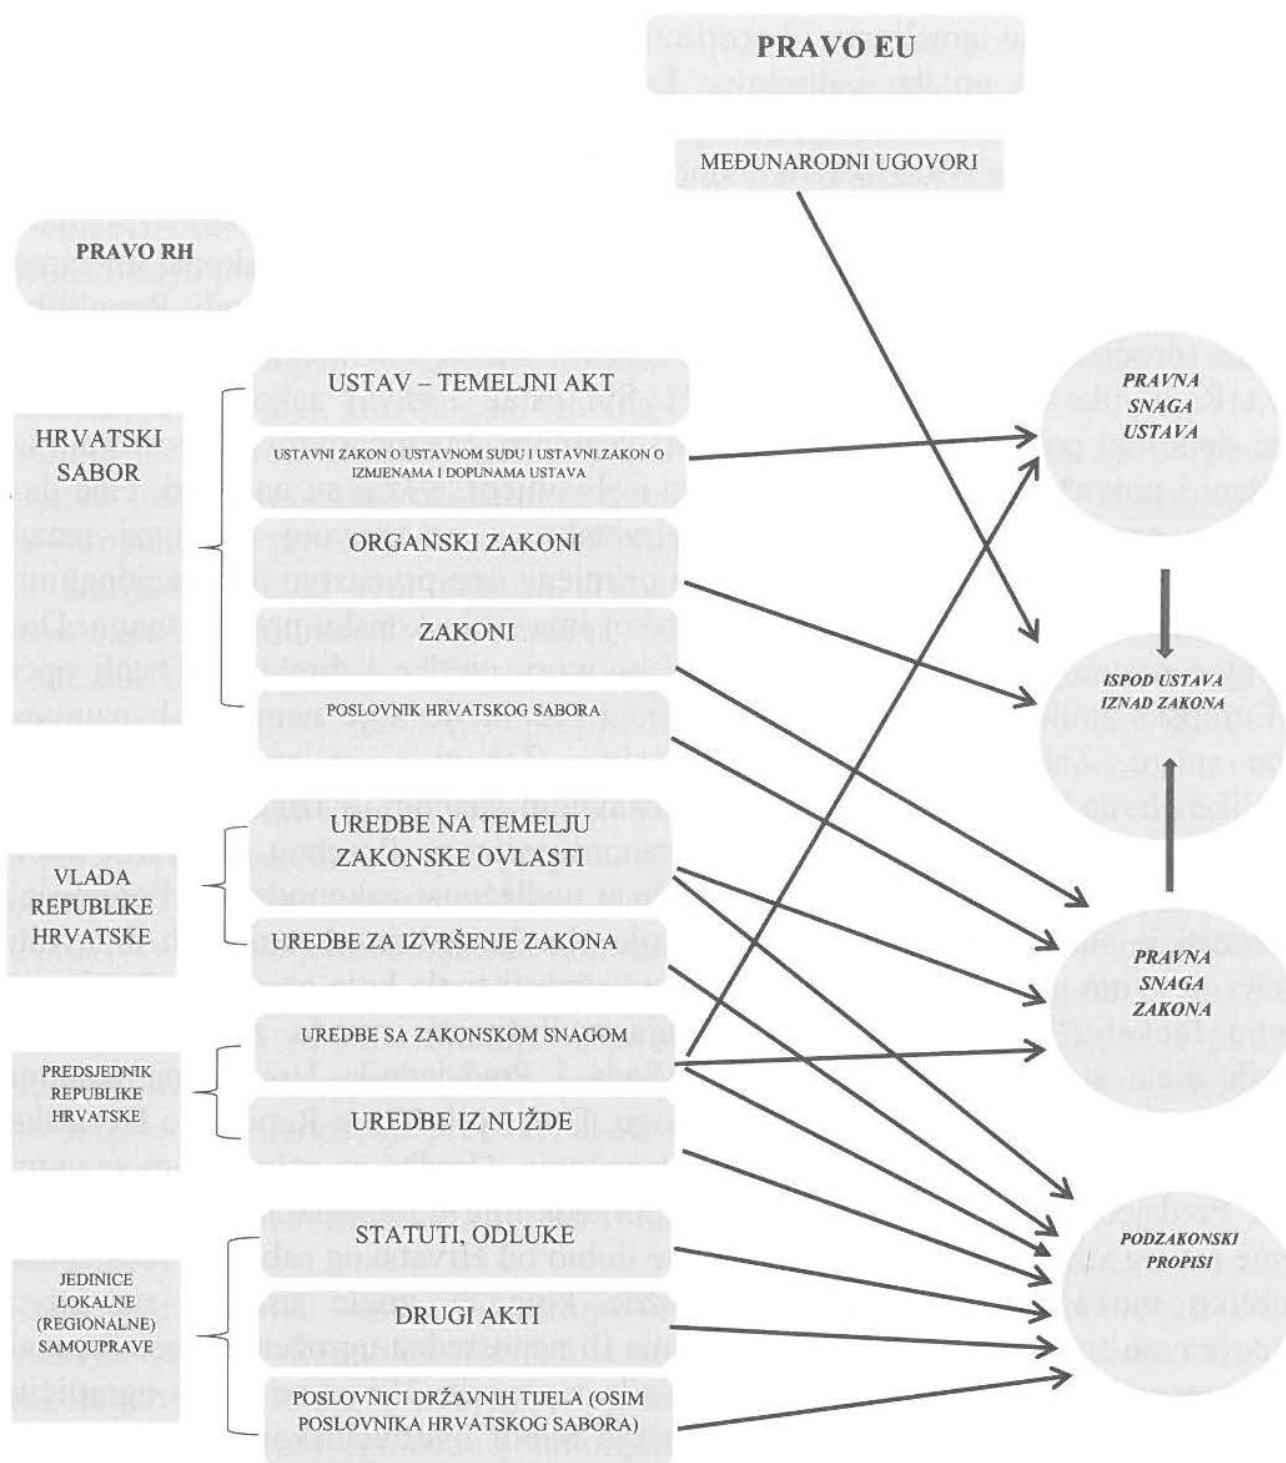 PRAVO EU
MEĐUNARODNI UGOVORI
PRAVO RH
HRVATSKI
SABOR
USTAV – TEMELJNI AKT
USTAVNI ZAKON O USTAVNOM SUDU I USTAVNI ZAKON O
IZMJENAMA I DOPUNAMA USTAVA
ORGANSKI ZAKONI
ZAKONI
POSLOVNIK HRVATSKOG SABORA
VLADA
REPUBLIKE
HRVATSKE
UREDBE NA TEMELJU
ZAKONSKE OVLASTI
UREDBE ZA IZVRŠENJE ZAKONA
PREDSJEDNIK
REPUBLIKE
HRVATSKE
UREDBE SA ZAKONSKOM SNAGOM
UREDBE IZ NUŽDE
JEDINICE
LOKALNE
(REGIONALNE)
SAMOUPRAVE
STATUTI, ODLUKE
DRUGI AKTI
POSLOVNICI DRŽAVNIH TIJELA (OSIM
POSLOVNIKA HRVATSKOG SABORA)
PRAVNA
SNAGA
USTAVA
ISPOD USTAVA
IZNAD ZAKONA
PRAVNA
SNAGA
ZAKONA
PODZAKONSKI
PROPISI